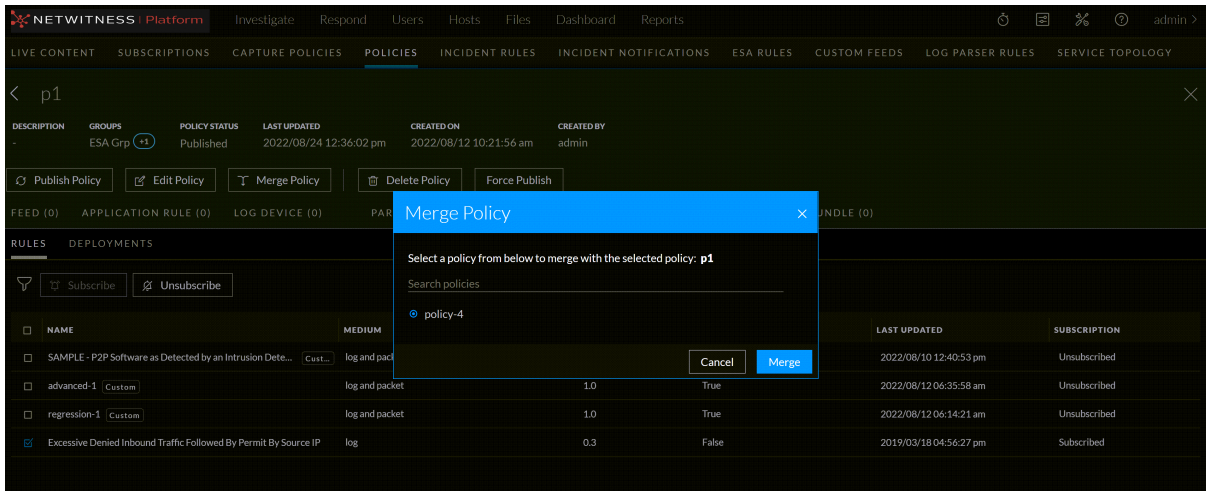 NETWITNESS Platform Investigate Respond Users Hosts Files Dashboard Reports admin >
LIVE CONTENT SUBSCRIPTIONS CAPTURE POLICIES POLICIES INCIDENT RULES INCIDENT NOTIFICATIONS ESA RULES CUSTOM FEEDS LOG PARSER RULES SERVICE TOPOLOGY
p1
DESCRIPTION GROUPS POLICY STATUS LAST UPDATED CREATED ON CREATED BY
- ESA Grp +1 Published 2022/08/24 12:36:02 pm 2022/08/12 10:21:56 am admin
Publish Policy Edit Policy Merge Policy Delete Policy Force Publish
FEED (0) APPLICATION RULE (0) LOG DEVICE (0) PAR UNDLE (0)
Merge Policy
RULES DEPLOYMENTS
Select a policy from below to merge with the selected policy: p1
Search policies
Subscribe Unsubscribe
policy-4
NAME MEDIUM LAST UPDATED SUBSCRIPTION
SAMPLE - P2P Software as Detected by an Intrusion Dete... Cust... log and pack 2022/08/10 12:40:53 pm Unsubscribed
Cancel Merge
advanced-1 Custom log and packet 1.0 True 2022/08/12 06:35:58 am Unsubscribed
regression-1 Custom log and packet 1.0 True 2022/08/12 06:14:21 am Unsubscribed
Excessive Denied Inbound Traffic Followed By Permit By Source IP log 0.3 False 2019/03/18 04:56:27 pm Subscribed